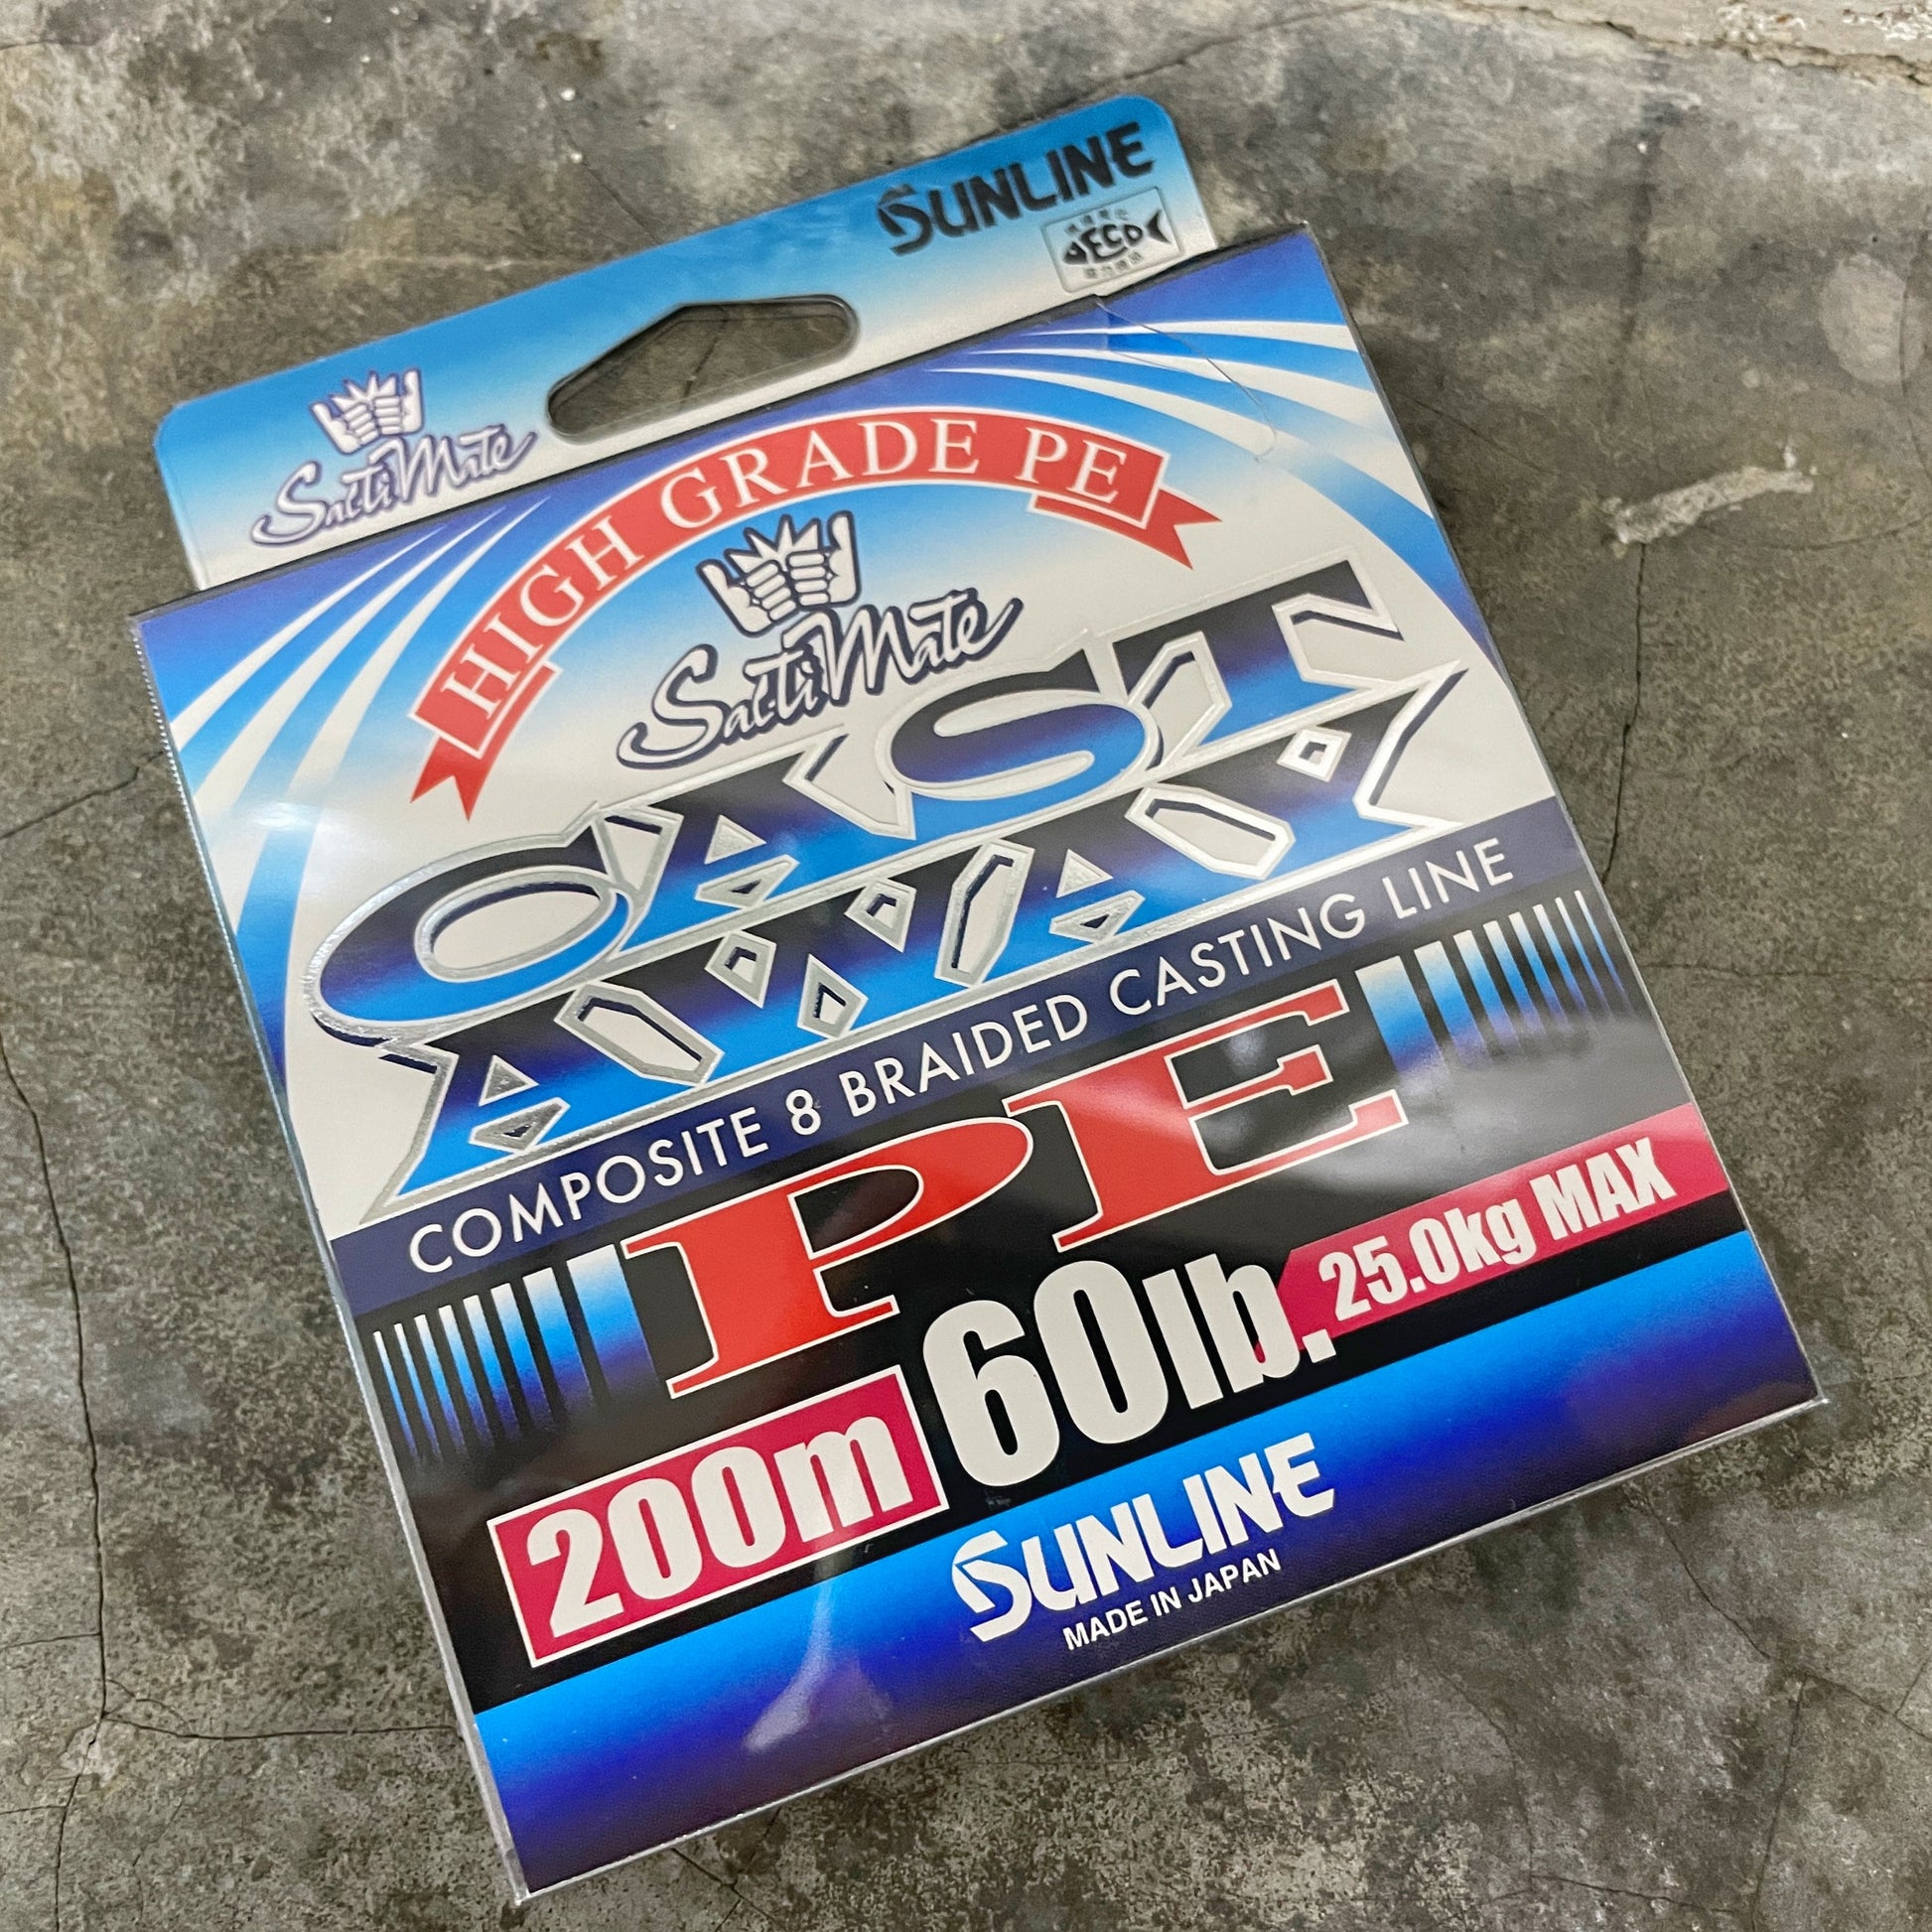 SUNLINE
ECO
SaltiMate
HIGH GRADE PE
SaltiMate
CAST
AWAY
COMPOSITE 8 BRAIDED CASTING LINE
PE
200m 60lb. 25.0kg MAX
SUNLINE
MADE IN JAPAN